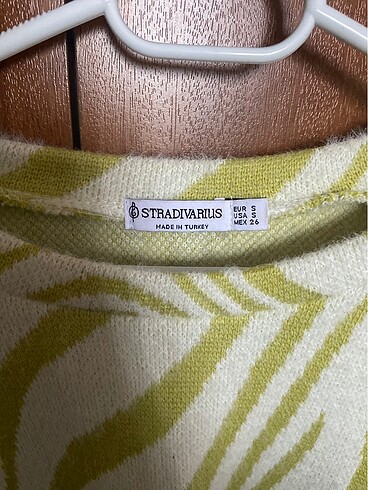 STRADIVARIUS
MADE IN TURKEY
EUR S
USA S
MEX 26